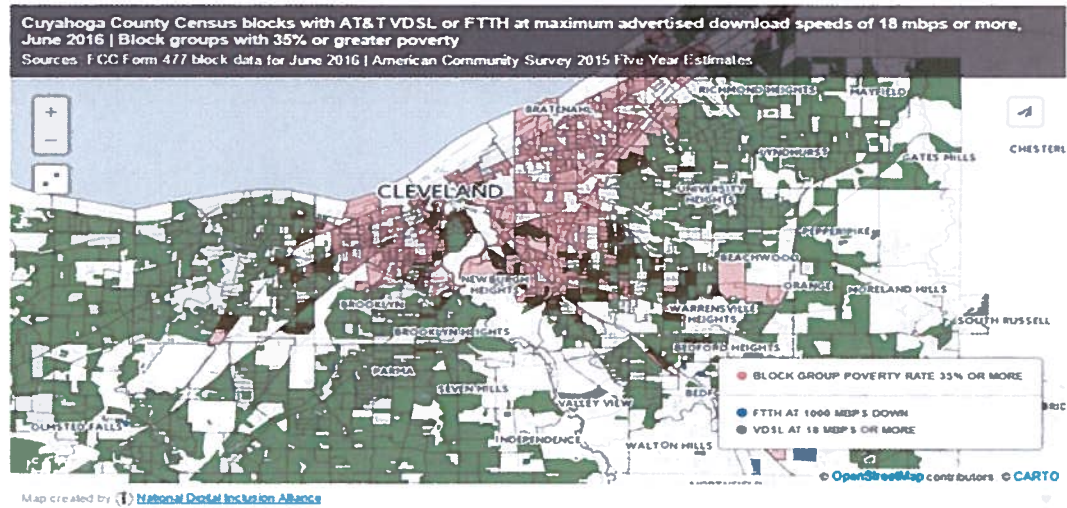 Cuyahoga County Census blocks with AT&T VDSL or FTTH at maximum advertised download speeds of 18 mbps or more,
June 2016 | Block groups with 35% or greater poverty
Sources: FCC Form 477 block data for June 2016 | American Community Survey 2015 Five Year Estimates
+
−
RICHMOND HEIGHTS
MAYFIELD
BRATENAHL
CHESTERL
LYNDHURST
GATES MILLS
CLEVELAND
UNIVERSITY
HEIGHTS
PEPPER PIKE
BEACHWOOD
NEWBURGH
HEIGHTS
ORANGE
MORELAND HILLS
BROOKLYN
WARRENSVILLE
HEIGHTS
SOUTH RUSSELL
BROOKLYN HEIGHTS
BEDFORD HEIGHTS
PARMA
SEVEN HILLS
BEDF
VALLEY VIEW
BLOCK GROUP POVERTY RATE 35% OR MORE
FTTH AT 1000 MBPS DOWN
VDSL AT 18 MBPS OR MORE
BRIC
OLMSTED FALLS
INDEPENDENCE
WALTON HILLS
© OpenStreetMap contributors © CARTO
Map created by National Digital Inclusion Alliance